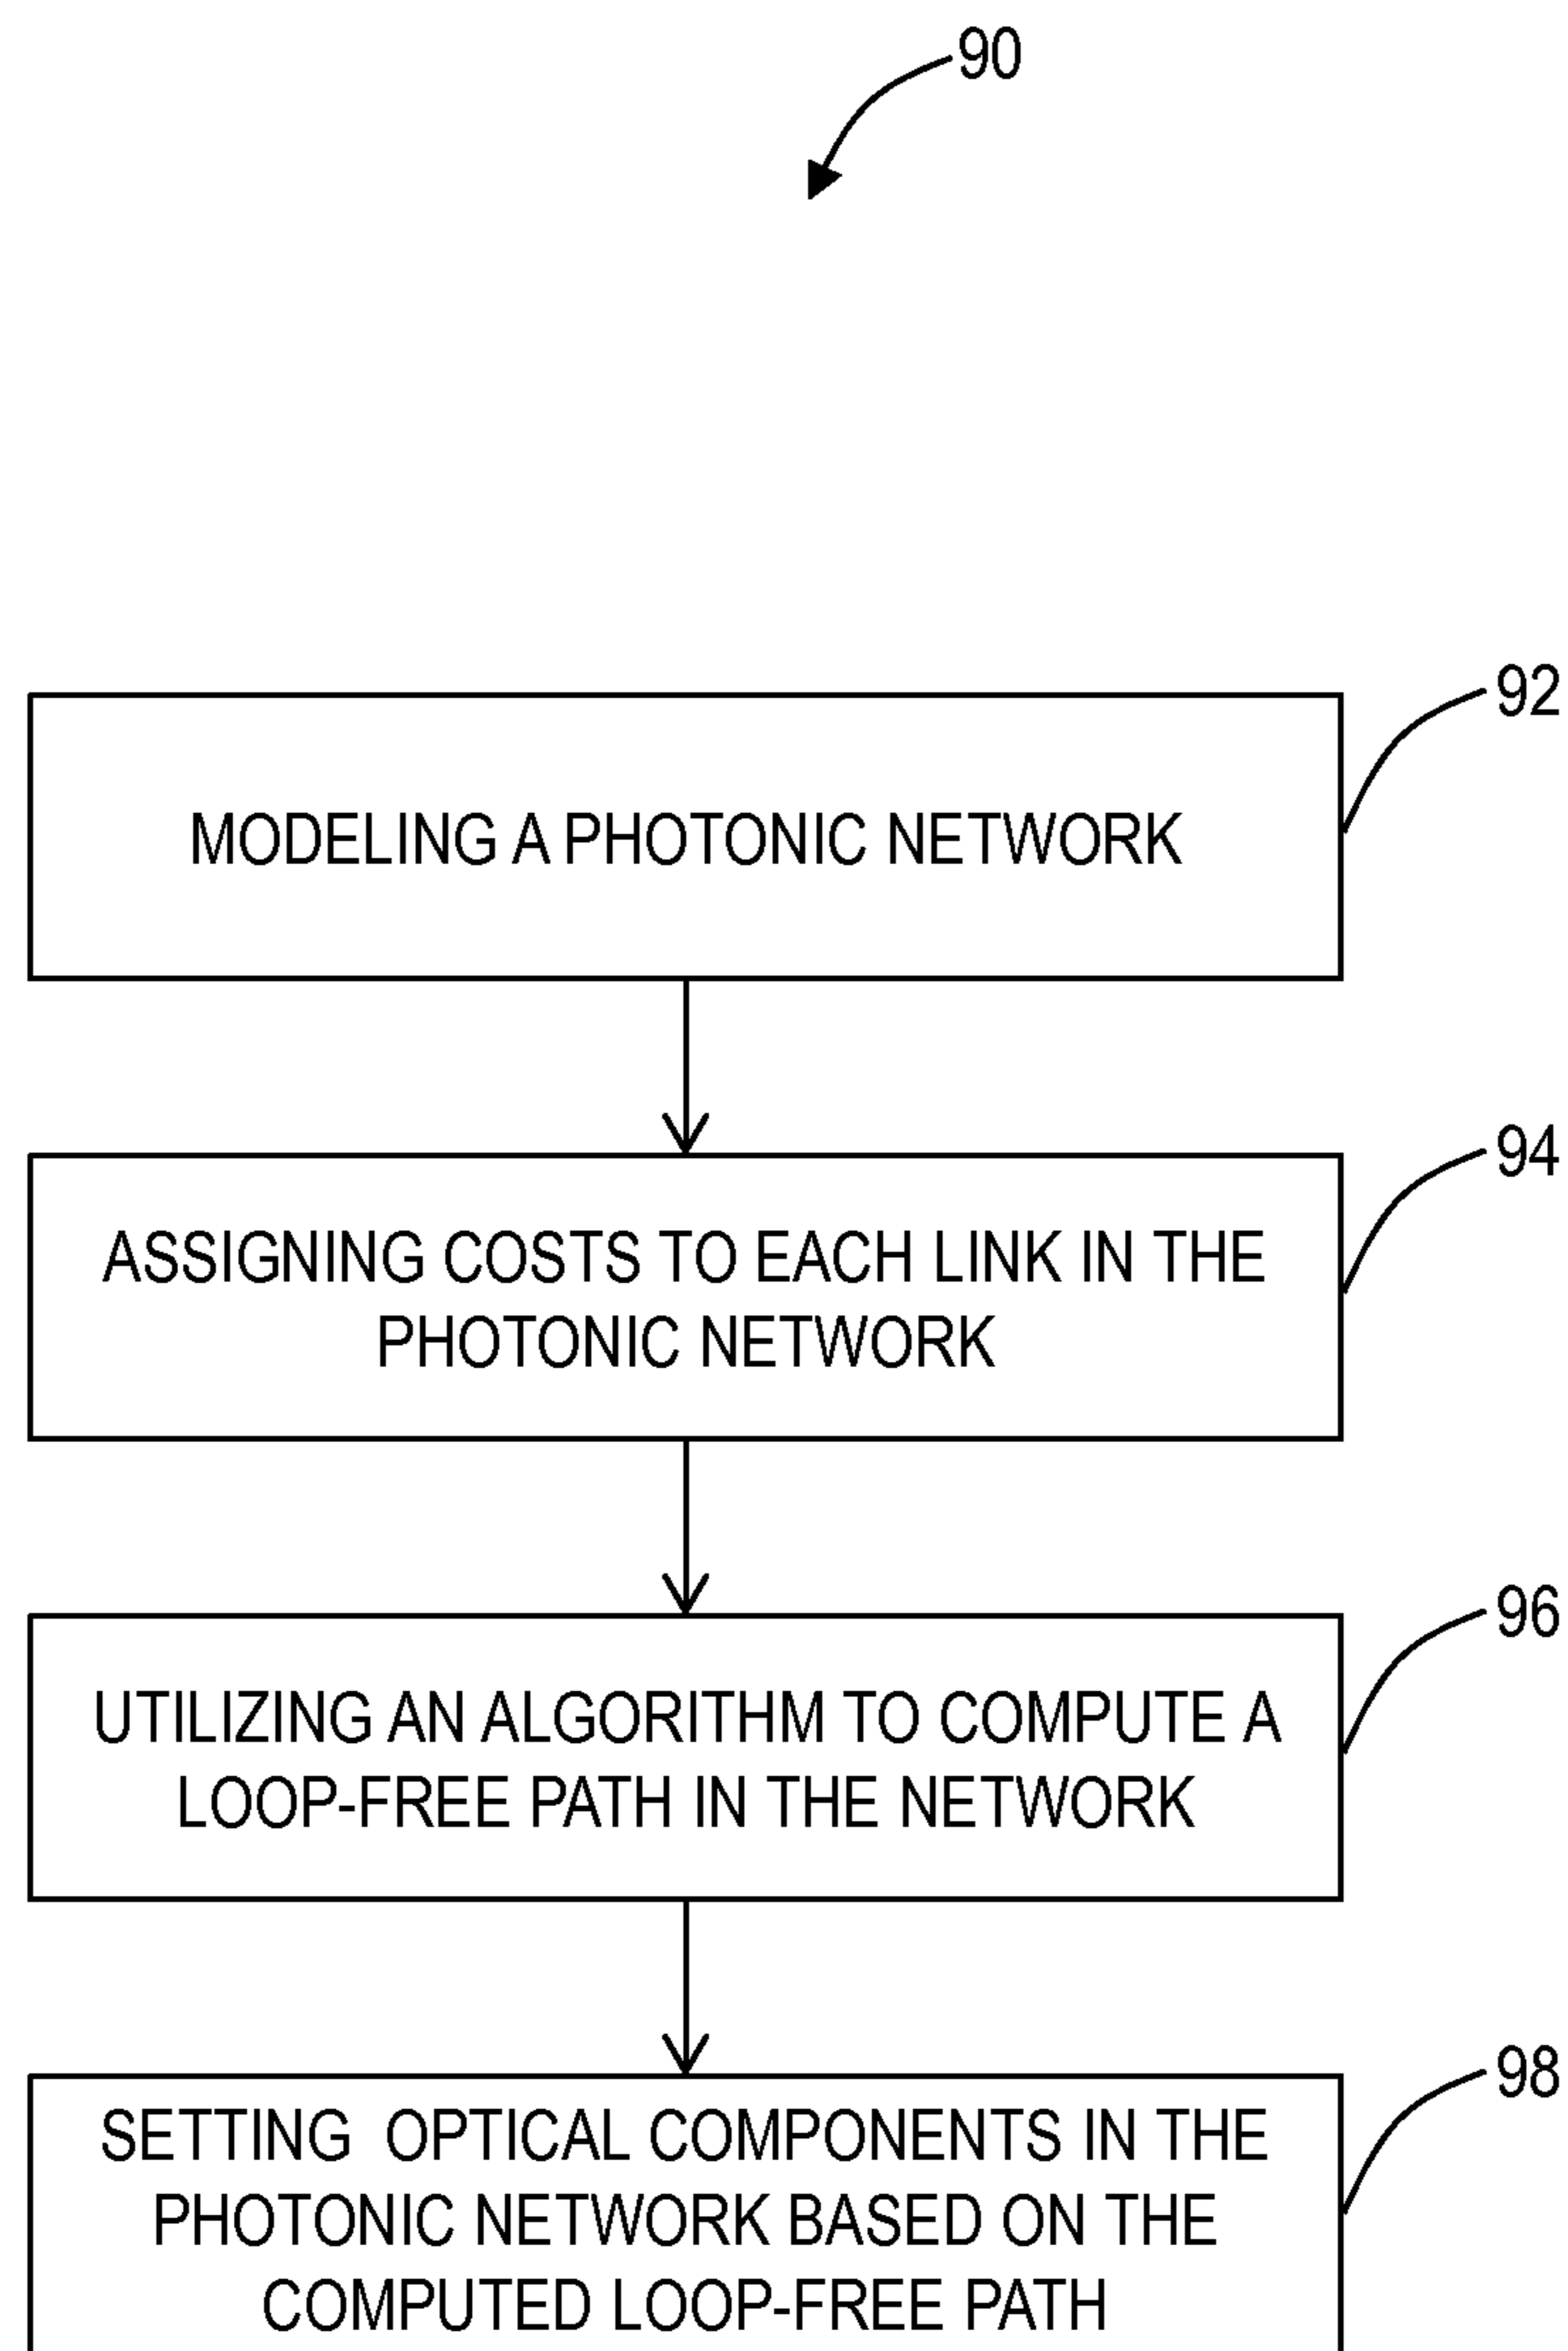 90
92
MODELING A PHOTONIC NETWORK
94
ASSIGNING COSTS TO EACH LINK IN THE
PHOTONIC NETWORK
96
UTILIZING AN ALGORITHM TO COMPUTE A
LOOP-FREE PATH IN THE NETWORK
98
SETTING OPTICAL COMPONENTS IN THE
PHOTONIC NETWORK BASED ON THE
COMPUTED LOOP-FREE PATH